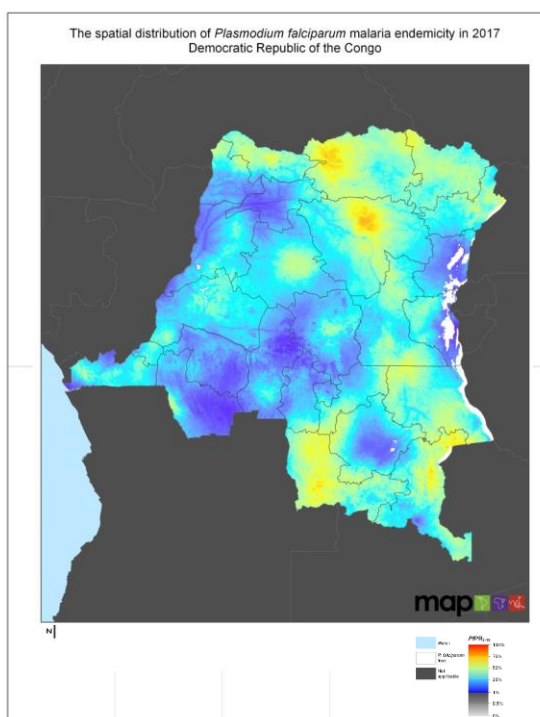 The spatial distribution of Plasmodium falciparum malaria endemicity in 2017
Democratic Republic of the Congo
map
N
Water
P. falciparum
free
Not
applicable
100%
75%
50%
25%
1%
0.5%
0%